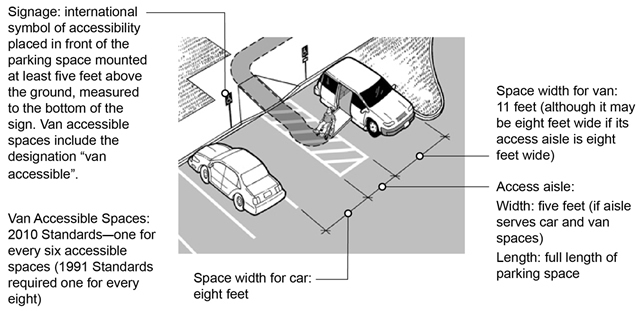 Signage: international
symbol of accessibility
placed in front of the
parking space mounted
at least five feet above
the ground, measured
to the bottom of the
sign. Van accessible
spaces include the
designation “van
accessible”.
Van Accessible Spaces:
2010 Standards—one for
every six accessible
spaces (1991 Standards
required one for every
eight)
Space width for car:
eight feet
Space width for van:
11 feet (although it may
be eight feet wide if its
access aisle is eight
feet wide)
Access aisle:
Width: five feet (if aisle
serves car and van
spaces)
Length: full length of
parking space